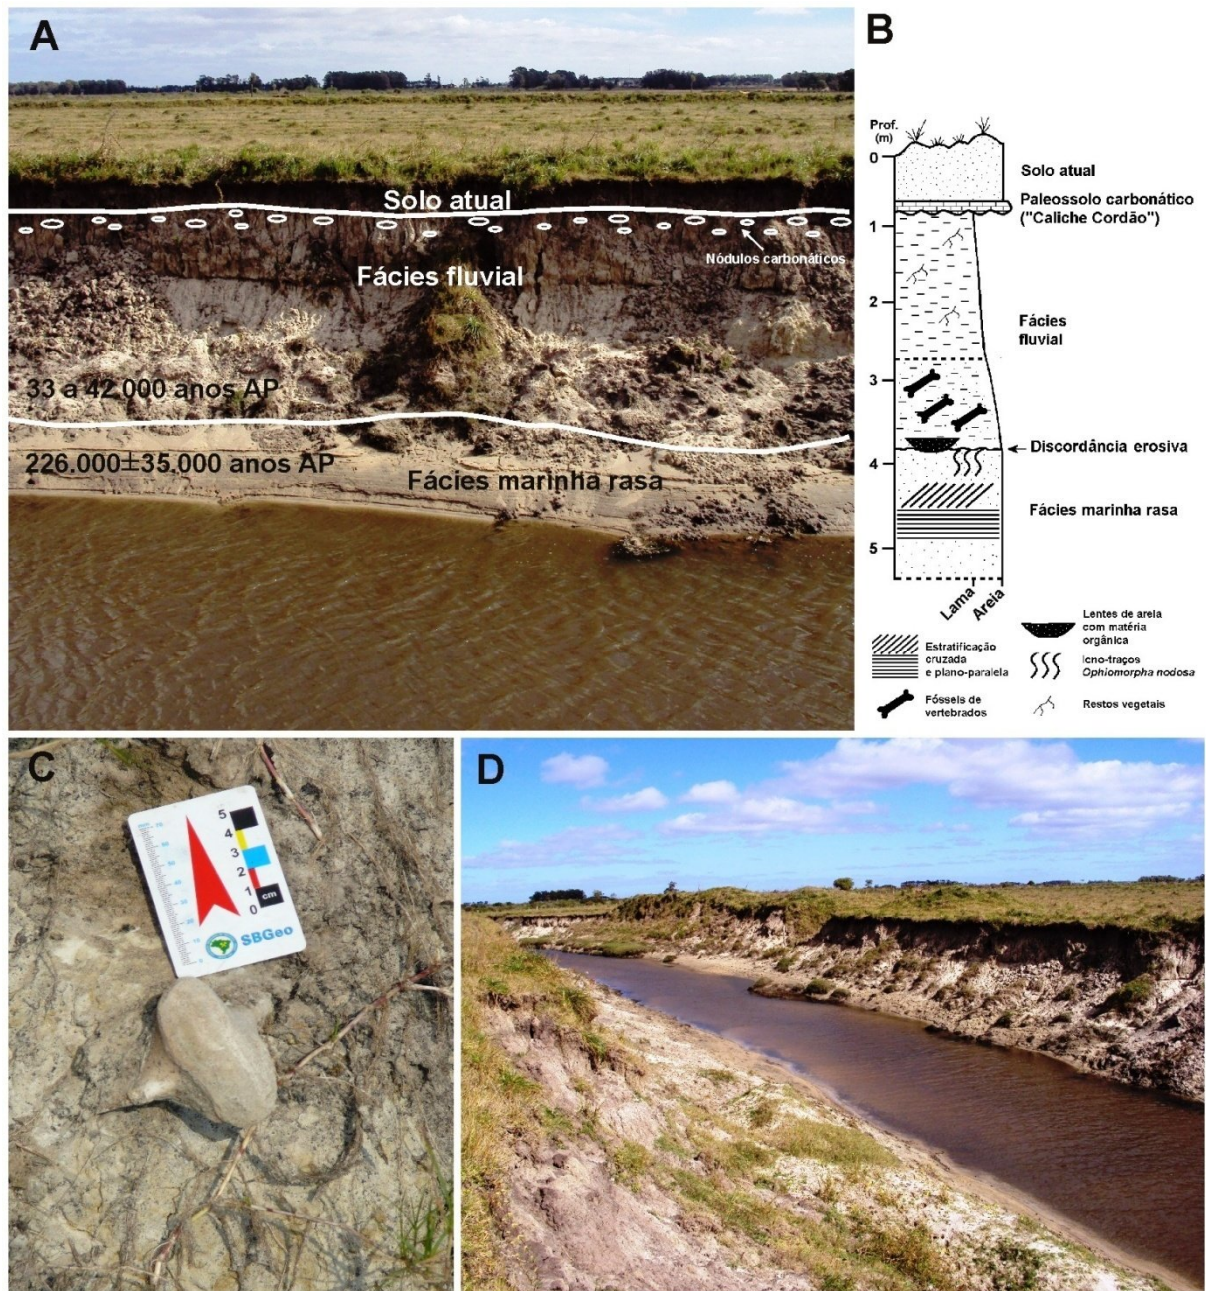 A
Solo atual
Nódulos carbonáticos
Fácies fluvial
33 a 42.000 anos AP
226.000±35.000 anos AP
Fácies marinha rasa
B
Prof.
(m)
0
Solo atual
Paleossolo carbonático
("Caliche Cordão")
1
2
Fácies
fluvial
3
Discordância erosiva
4
Fácies marinha rasa
5
Lama
Areia
Estratificação
cruzada
e plano-paralela
Fósseis de
vertebrados
Lentes de areia
com matéria
orgânica
Icno-traços
Ophiomorpha nodosa
Restos vegetais
C
5
4
3
2
1
0
cm
SBGeo
D